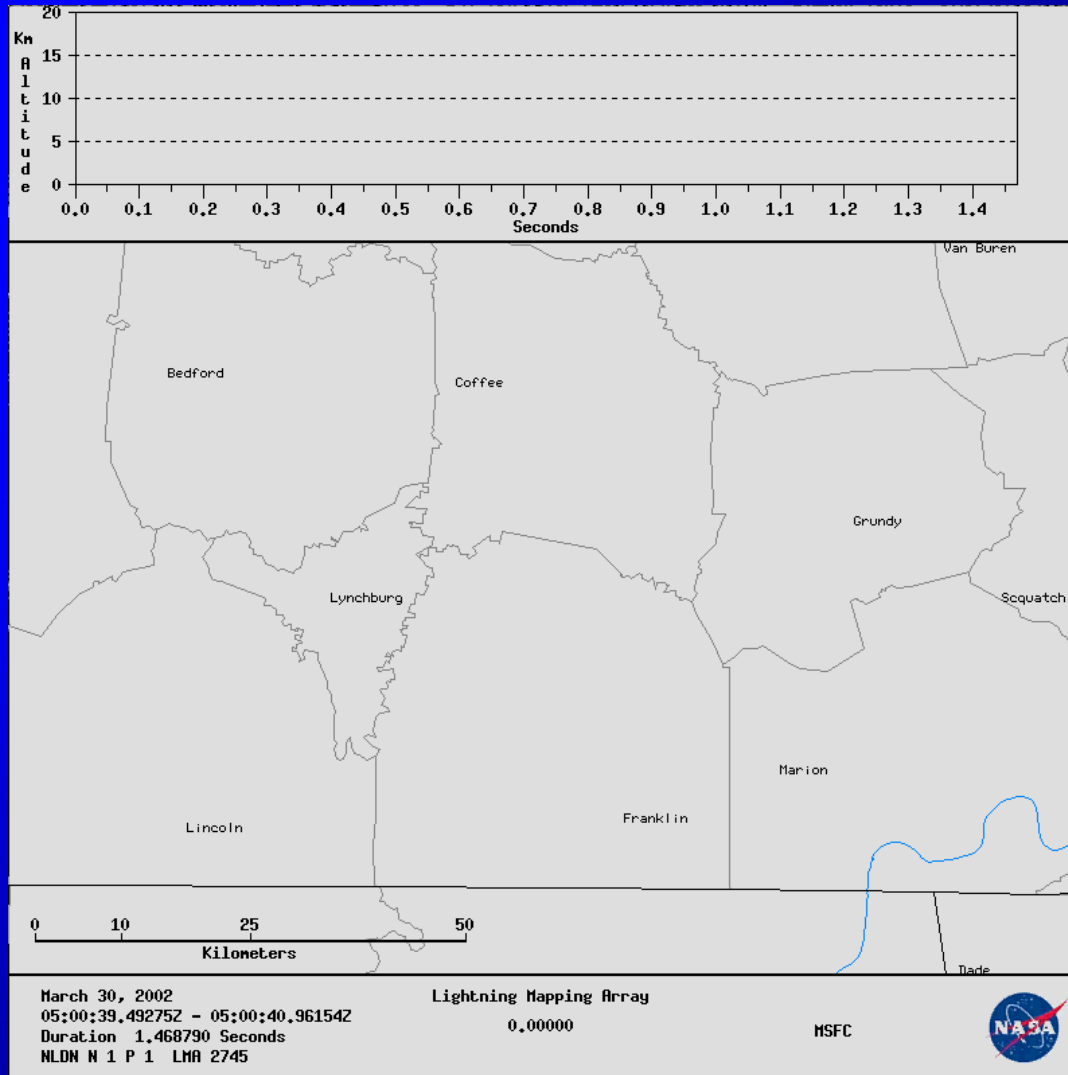 20
Km
15
Altitude
10
5
0
0.0 0.1 0.2 0.3 0.4 0.5 0.6 0.7 0.8 0.9 1.0 1.1 1.2 1.3 1.4
Seconds
Van Buren
Bedford
Coffee
Grundy
Lynchburg
Scquatch
Marion
Franklin
Lincoln
0 10 25 50
Kilometers
Dade
March 30, 2002
Lightning Mapping Array
05:00:39.49275Z - 05:00:40.96154Z
0.00000
Duration 1.468790 Seconds
MSFC
NASA
NLDN N 1 P 1 LMA 2745